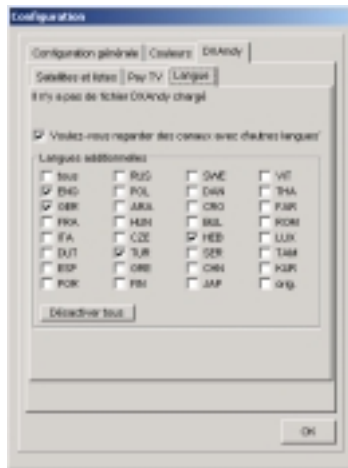 Configuration
Configuration générale Couleurs DXAndy
Satellites et listes Pay TV Langue
Il n'y a pas de fichier DXAndy chargé
Voulez-vous regarder des canaux avec d'autres langues
Langues additionnelles
tous RUS SWE VIT
ENG POL DAN THA
GER ARA CRO FAR
FRA HUN BUL ROM
ITA CZE HEB LUX
DUT TUR SER TAM
ESP GRE CHN KUR
POR FIN JAP orig.
Désactiver tous
OK